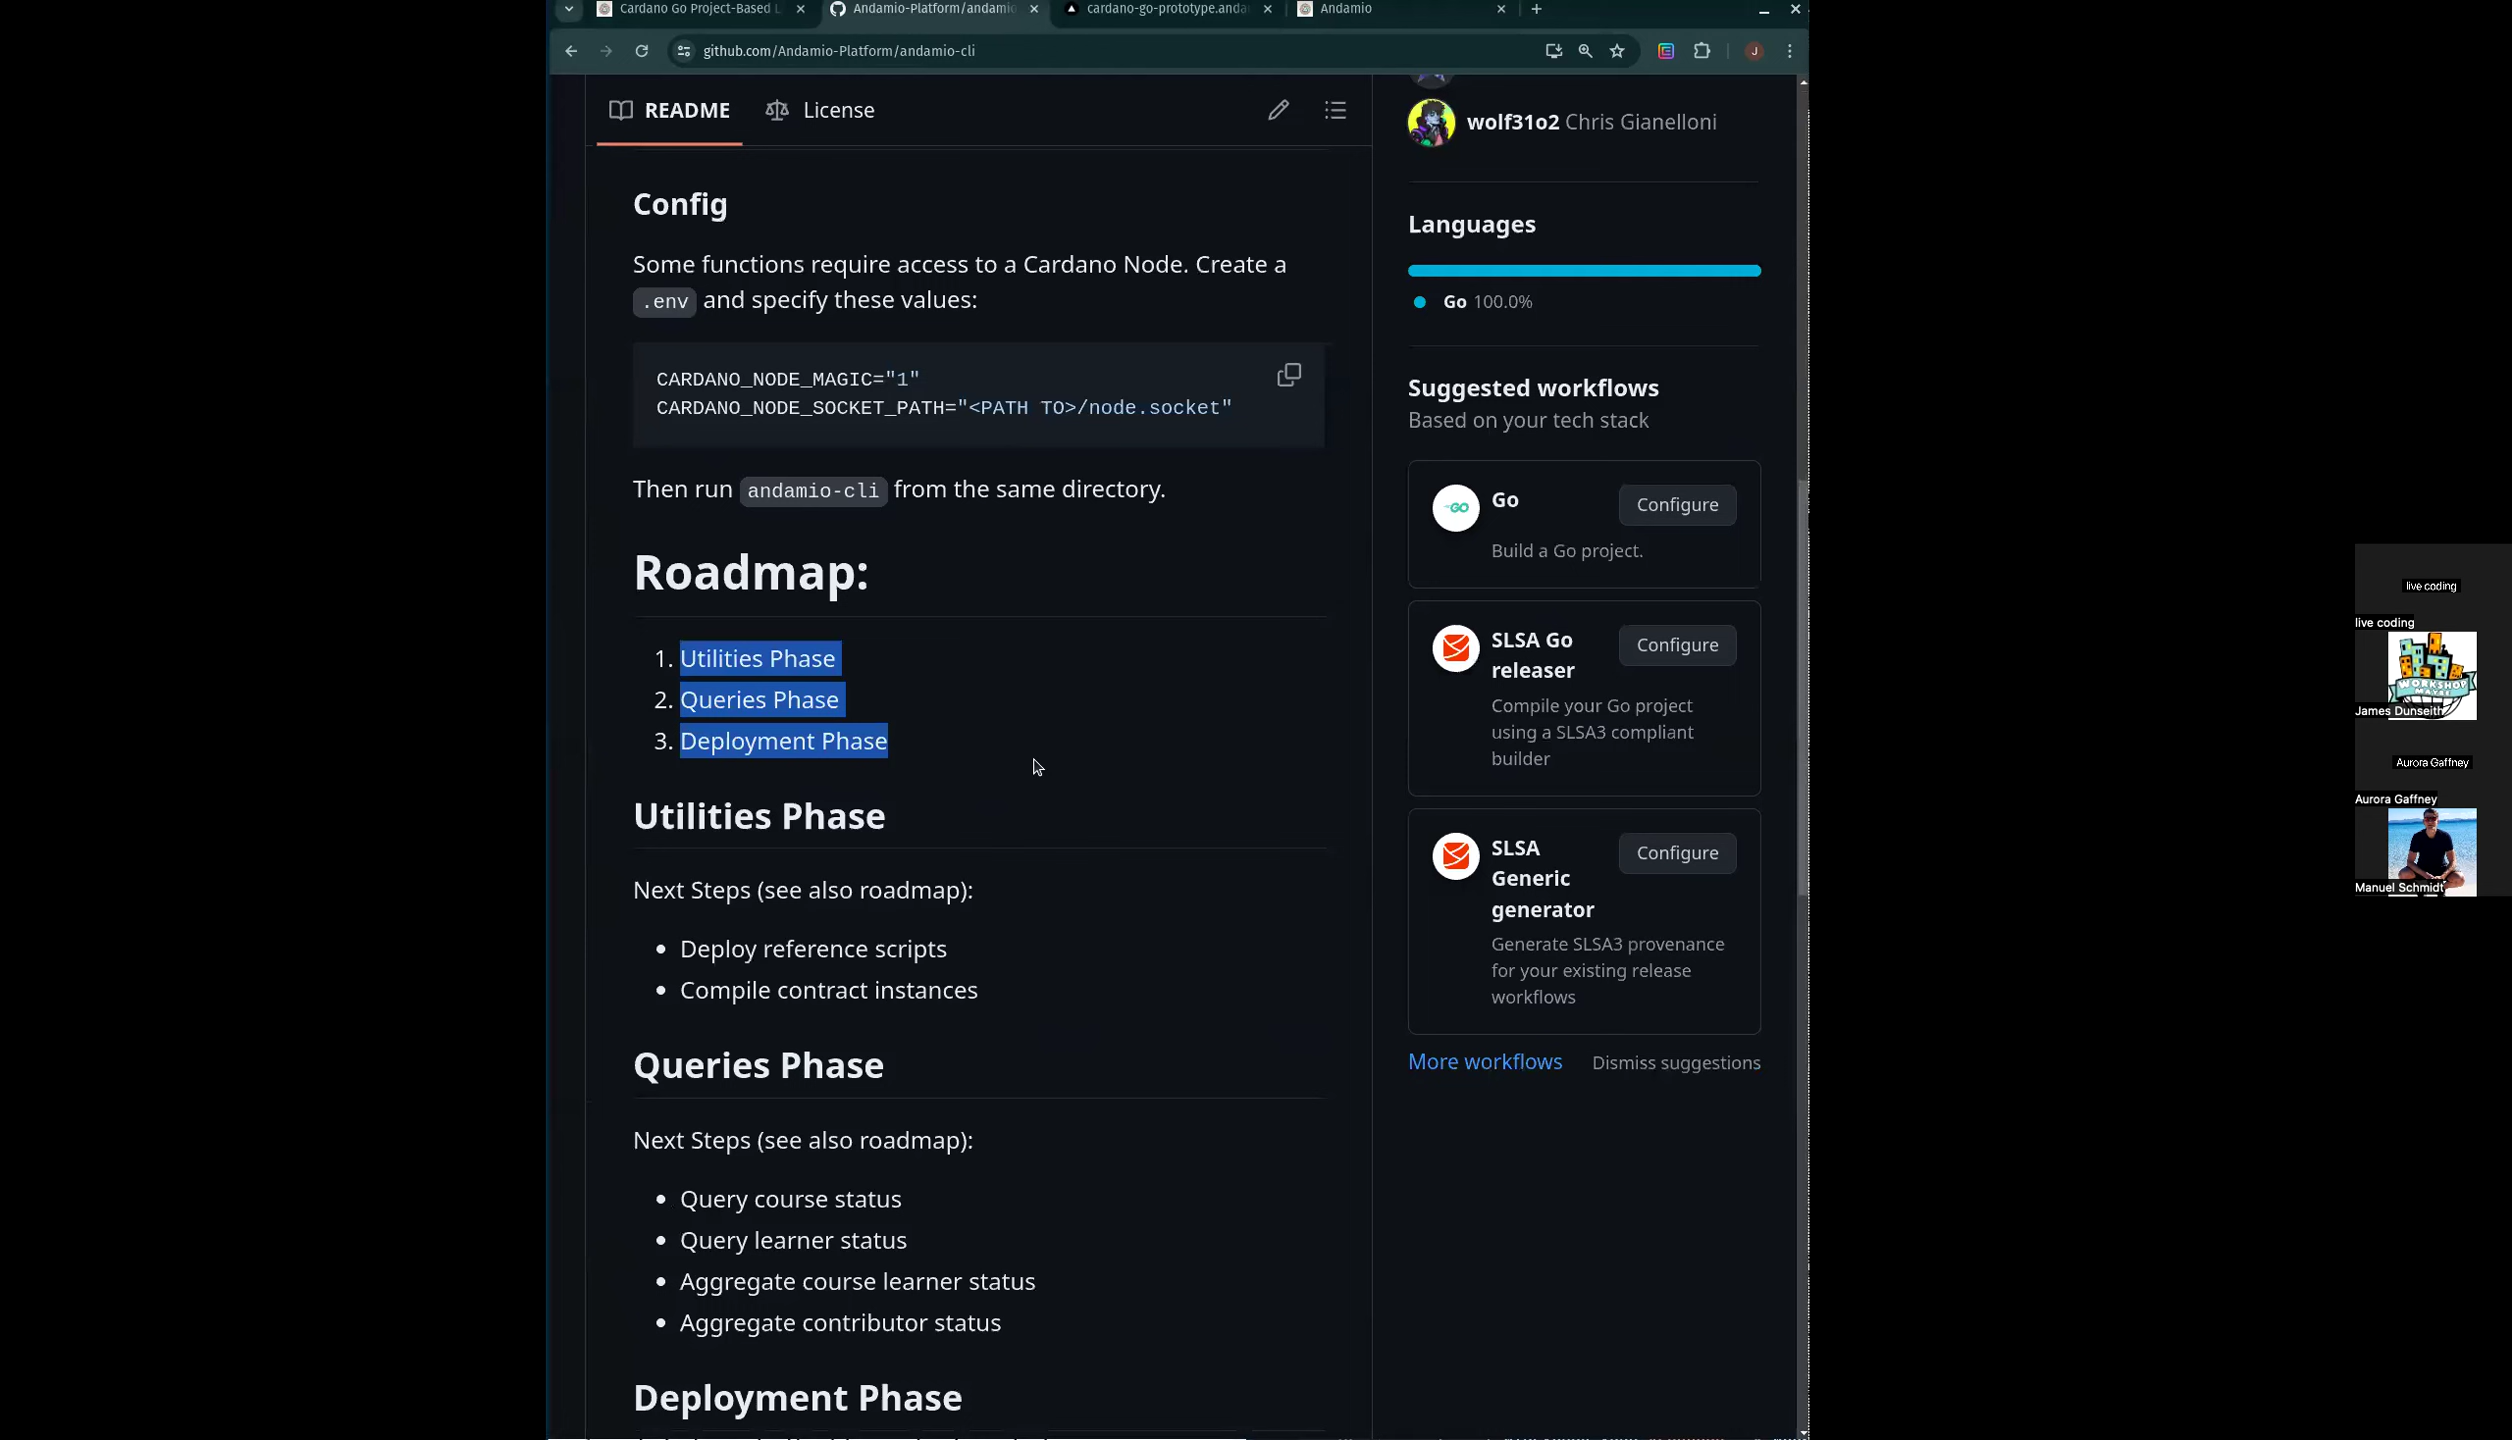 Cardano Go Project-Based L
Andamio-Platform/andamio
cardano-go-prototype.anda
Andamio
github.com/Andamio-Platform/andamio-cli
J
README
License
wolf31o2 Chris Gianelloni
Config
Some functions require access to a Cardano Node. Create a
.env and specify these values:
CARDANO_NODE_MAGIC="1"
CARDANO_NODE_SOCKET_PATH="<PATH TO>/node.socket"
Then run andamio-cli from the same directory.
Roadmap:
1. Utilities Phase
2. Queries Phase
3. Deployment Phase
Utilities Phase
Next Steps (see also roadmap):
• Deploy reference scripts
• Compile contract instances
Queries Phase
Next Steps (see also roadmap):
• Query course status
• Query learner status
• Aggregate course learner status
• Aggregate contributor status
Deployment Phase
Languages
Go 100.0%
Suggested workflows
Based on your tech stack
GO
Go
Configure
Build a Go project.
SLSA Go
releaser
Configure
Compile your Go project
using a SLSA3 compliant
builder
SLSA
Generic
generator
Configure
Generate SLSA3 provenance
for your existing release
workflows
More workflows
Dismiss suggestions
live coding
live coding
WORKSHOP
MAYBE
James Dunseith
Aurora Gaffney
Aurora Gaffney
Manuel Schmidt